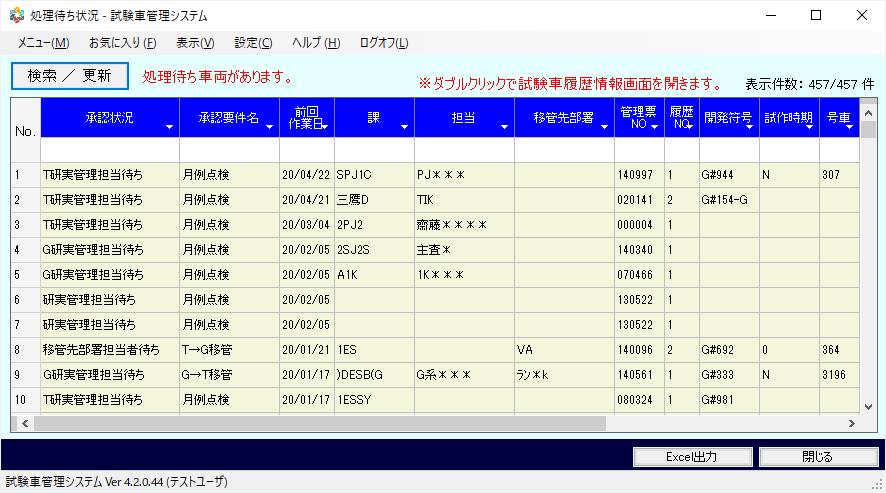 処理待ち状況 - 試験車管理システム
メニュー(M) お気に入り(F) 表示(V) 設定(C) ヘルプ(H) ログオフ(L)
検索 ／ 更新 処理待ち車両があります。 ※ダブルクリックで試験車履歴情報画面を開きます。 表示件数: 457/457 件
No. 承認状況 承認要件名 前回作業日 課 担当 移管先部署 管理票NO 履歴NO 開発符号 試作時期 号車
1 T研実管理担当待ち 月例点検 20/04/22 SPJ1C PJ＊＊＊ 140997 1 G#944 N 307
2 T研実管理担当待ち 月例点検 20/04/21 三鷹D TIK 020141 2 G#154-G
3 T研実管理担当待ち 月例点検 20/03/04 2PJ2 齋藤＊＊＊＊ 000004 1
4 G研実管理担当待ち 月例点検 20/02/05 2SJ2S 主査＊ 140340 1
5 G研実管理担当待ち 月例点検 20/02/05 A1K 1K＊＊＊ 070466 1
6 研実管理担当待ち 月例点検 20/02/05 130522 1
7 研実管理担当待ち 月例点検 20/02/05 130522 1
8 移管先部署担当者待ち T→G移管 20/01/21 1ES VA 140096 2 G#692 0 364
9 G研実管理担当待ち G→T移管 20/01/17 )DESB(G G系＊＊＊ ﾗｼﾞ＊k 140561 1 G#333 N 3196
10 T研実管理担当待ち 月例点検 20/01/17 1ESSY 080324 1 G#981
Excel出力 閉じる
試験車管理システム Ver 4.2.0.44 (テストユーザ)